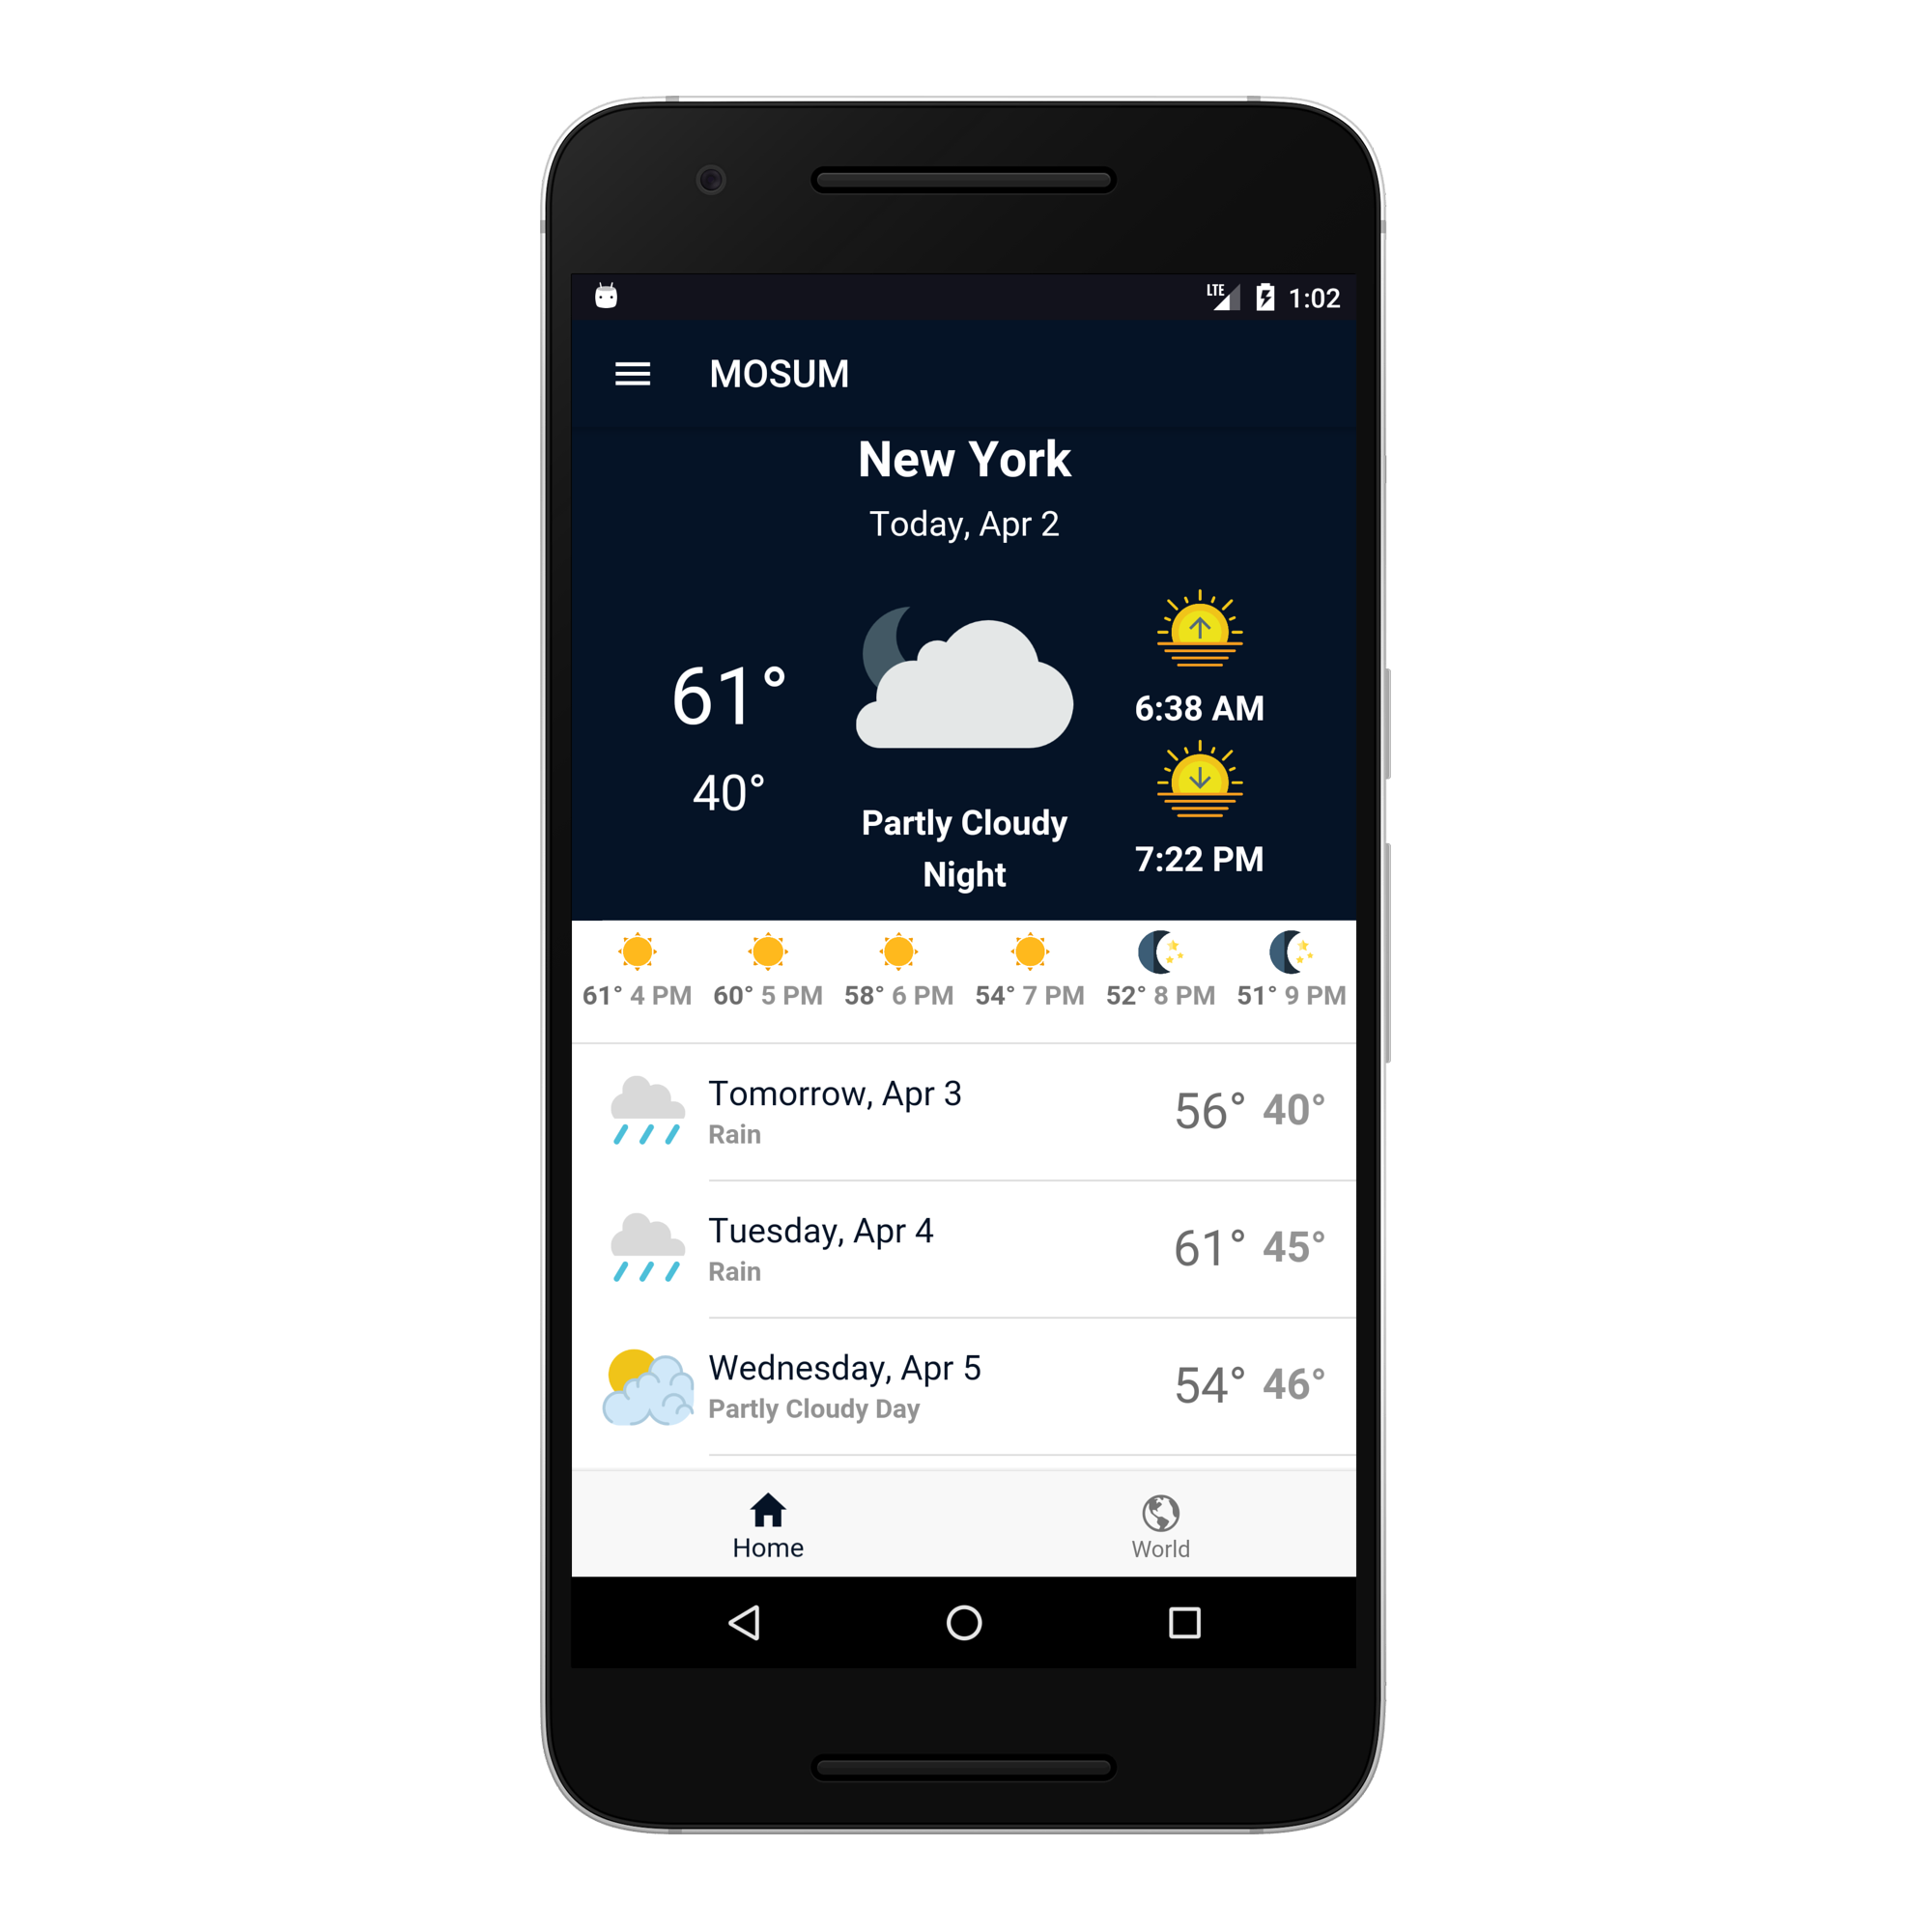 LTE 1:02
MOSUM
New York
Today, Apr 2
61°
40°
Partly Cloudy
Night
6:38 AM
7:22 PM
61° 4 PM 60° 5 PM 58° 6 PM 54° 7 PM 52° 8 PM 51° 9 PM
Tomorrow, Apr 3
Rain
56° 40°
Tuesday, Apr 4
Rain
61° 45°
Wednesday, Apr 5
Partly Cloudy Day
54° 46°
Home
World